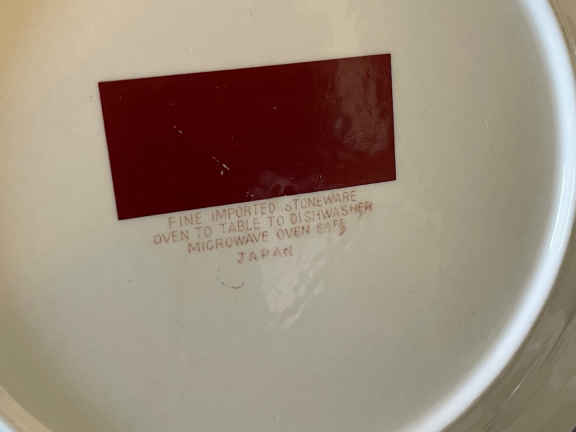 FINE IMPORTED STONEWARE
OVEN TO TABLE TO DISHWASHER
MICROWAVE OVEN SAFE
JAPAN